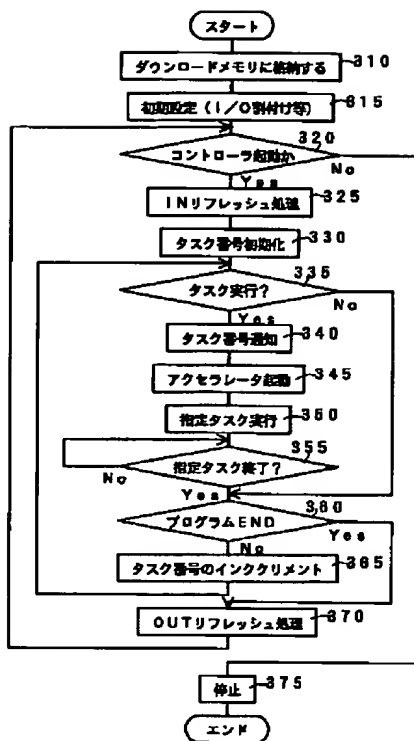 スタート
ダウンロードメモリに格納する 310
初期設定（I／O割付け等） 315
コントローラ起動か 320
No
Yes
INリフレッシュ処理 325
タスク番号初期化 330
タスク実行？ 335
No
Yes
タスク番号通知 340
アクセラレータ起動 345
指定タスク実行 350
指定タスク終了？ 355
No
Yes
プログラムEND 360
Yes
No
タスク番号のインククリメント 365
OUTリフレッシュ処理 370
停止 375
エンド